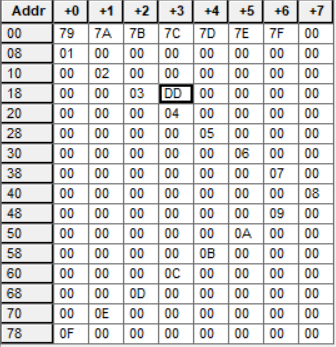 Addr +0 +1 +2 +3 +4 +5 +6 +7
00 79 7A 7B 7C 7D 7E 7F 00
08 01 00 00 00 00 00 00 00
10 00 02 00 00 00 00 00 00
18 00 00 03 DD 00 00 00 00
20 00 00 00 04 00 00 00 00
28 00 00 00 00 05 00 00 00
30 00 00 00 00 00 06 00 00
38 00 00 00 00 00 00 07 00
40 00 00 00 00 00 00 00 08
48 00 00 00 00 00 00 09 00
50 00 00 00 00 00 0A 00 00
58 00 00 00 00 0B 00 00 00
60 00 00 00 0C 00 00 00 00
68 00 00 0D 00 00 00 00 00
70 00 0E 00 00 00 00 00 00
78 0F 00 00 00 00 00 00 00